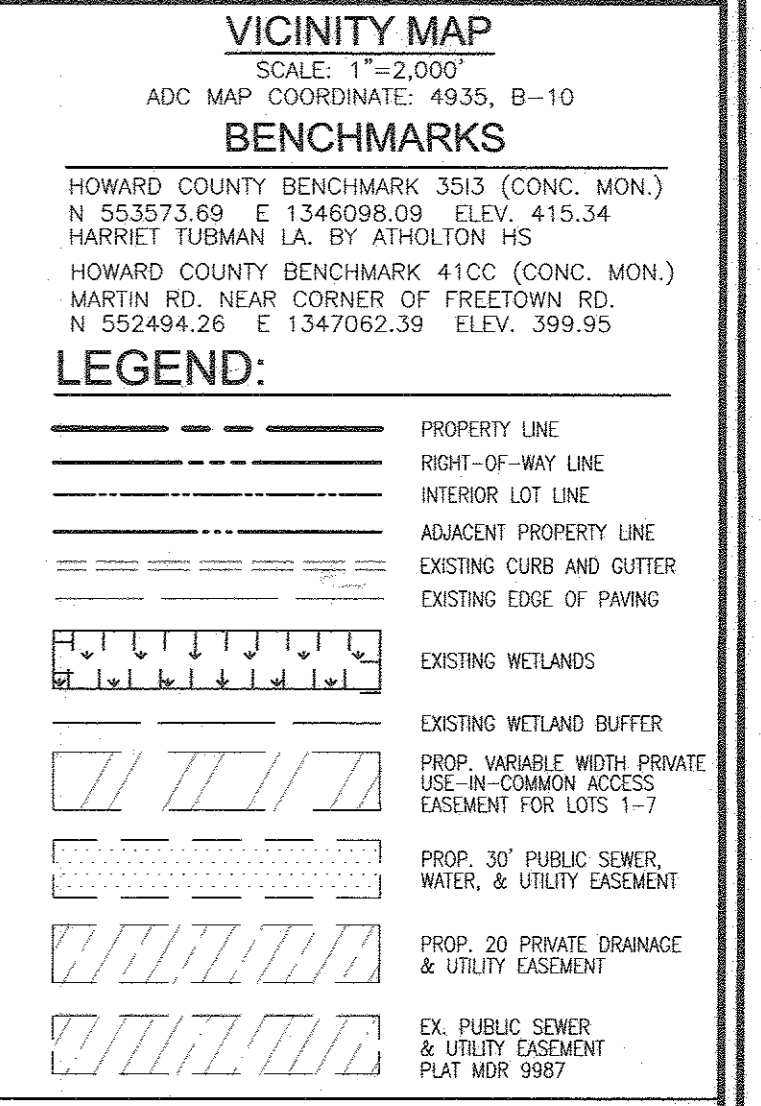 VICINITY MAP
SCALE: 1"=2,000'
ADC MAP COORDINATE: 4935, B-10
BENCHMARKS
HOWARD COUNTY BENCHMARK 35I3 (CONC. MON.)
N 553573.69 E 1346098.09 ELEV. 415.34
HARRIET TUBMAN LA. BY ATHOLTON HS
HOWARD COUNTY BENCHMARK 41CC (CONC. MON.)
MARTIN RD. NEAR CORNER OF FREETOWN RD.
N 552494.26 E 1347062.39 ELEV. 399.95
LEGEND:
PROPERTY LINE
RIGHT-OF-WAY LINE
INTERIOR LOT LINE
ADJACENT PROPERTY LINE
EXISTING CURB AND GUTTER
EXISTING EDGE OF PAVING
EXISTING WETLANDS
EXISTING WETLAND BUFFER
PROP. VARIABLE WIDTH PRIVATE
USE-IN-COMMON ACCESS
EASEMENT FOR LOTS 1-7
PROP. 30' PUBLIC SEWER,
WATER, & UTILITY EASEMENT
PROP. 20 PRIVATE DRAINAGE
& UTILITY EASEMENT
EX. PUBLIC SEWER
& UTILITY EASEMENT
PLAT MDR 9987